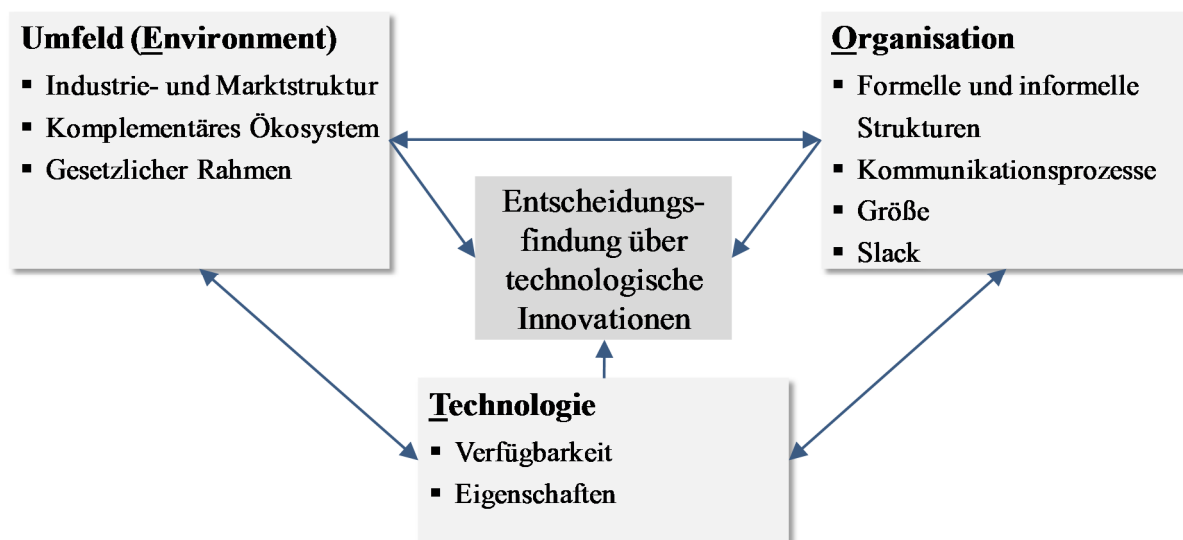 Umfeld (Environment)
▪ Industrie- und Marktstruktur
▪ Komplementäres Ökosystem
▪ Gesetzlicher Rahmen
Organisation
▪ Formelle und informelle
Strukturen
▪ Kommunikationsprozesse
▪ Größe
▪ Slack
Entscheidungs-
findung über
technologische
Innovationen
Technologie
▪ Verfügbarkeit
▪ Eigenschaften